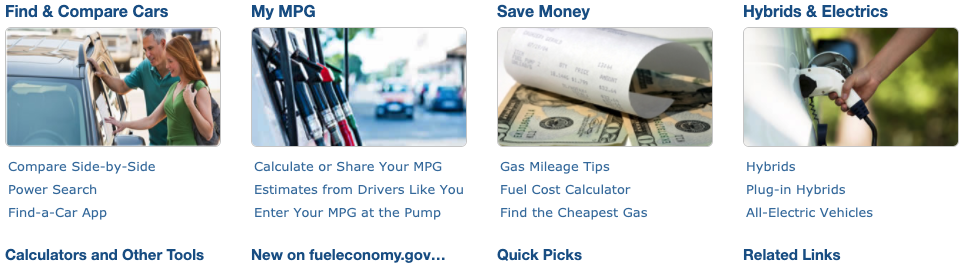 Find & Compare Cars
My MPG
Save Money
Hybrids & Electrics
Compare Side-by-Side
Power Search
Find-a-Car App
Calculate or Share Your MPG
Estimates from Drivers Like You
Enter Your MPG at the Pump
Gas Mileage Tips
Fuel Cost Calculator
Find the Cheapest Gas
Hybrids
Plug-in Hybrids
All-Electric Vehicles
Calculators and Other Tools
New on fueleconomy.gov...
Quick Picks
Related Links